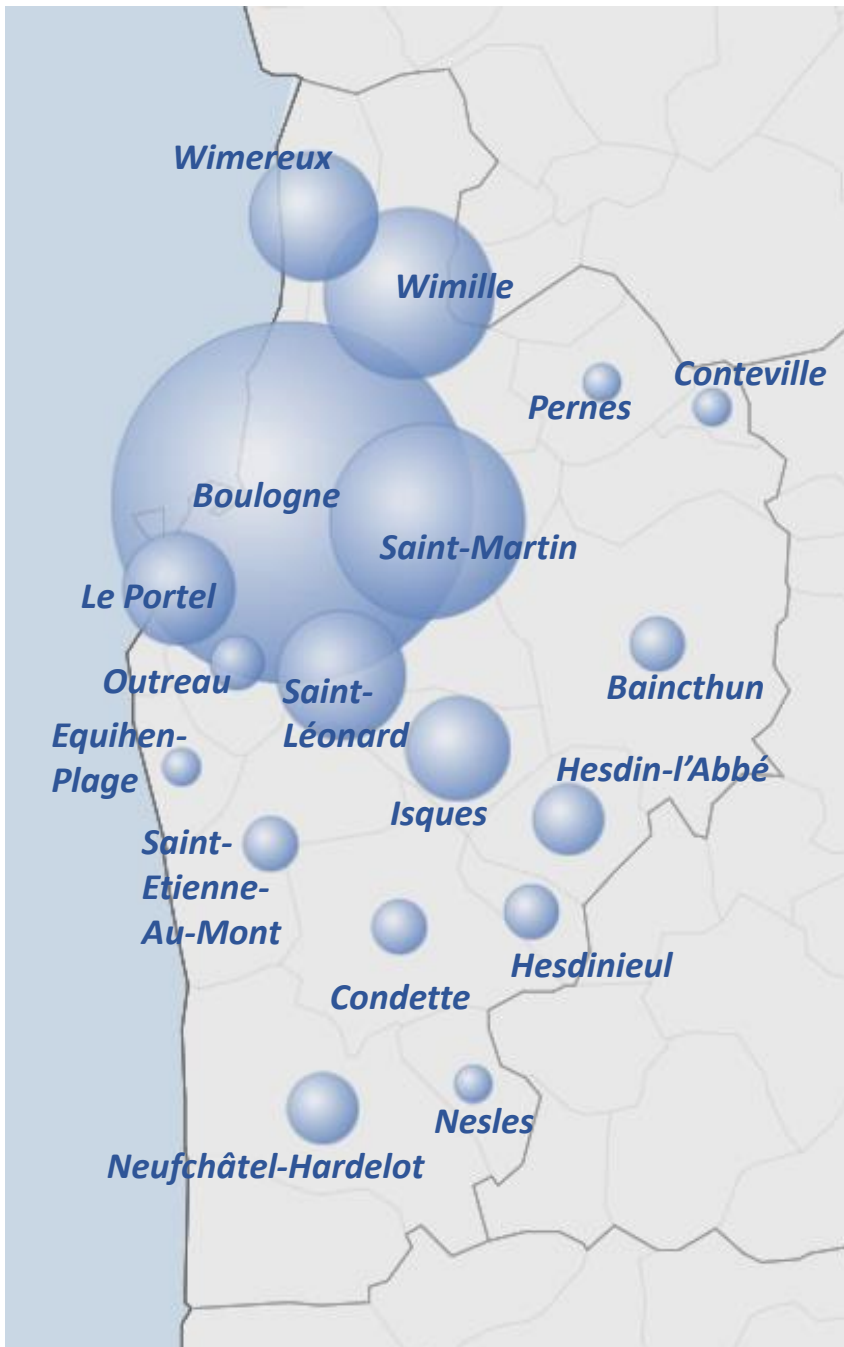 Wimereux
Wimille
Conteville
Pernes
Boulogne
Saint-Martin
Le Portel
Outreau
Saint-
Léonard
Baincthun
Equihen-
Plage
Hesdin-l'Abbé
Isques
Saint-
Etienne-
Au-Mont
Hesdinieul
Condette
Nesles
Neufchâtel-Hardelot